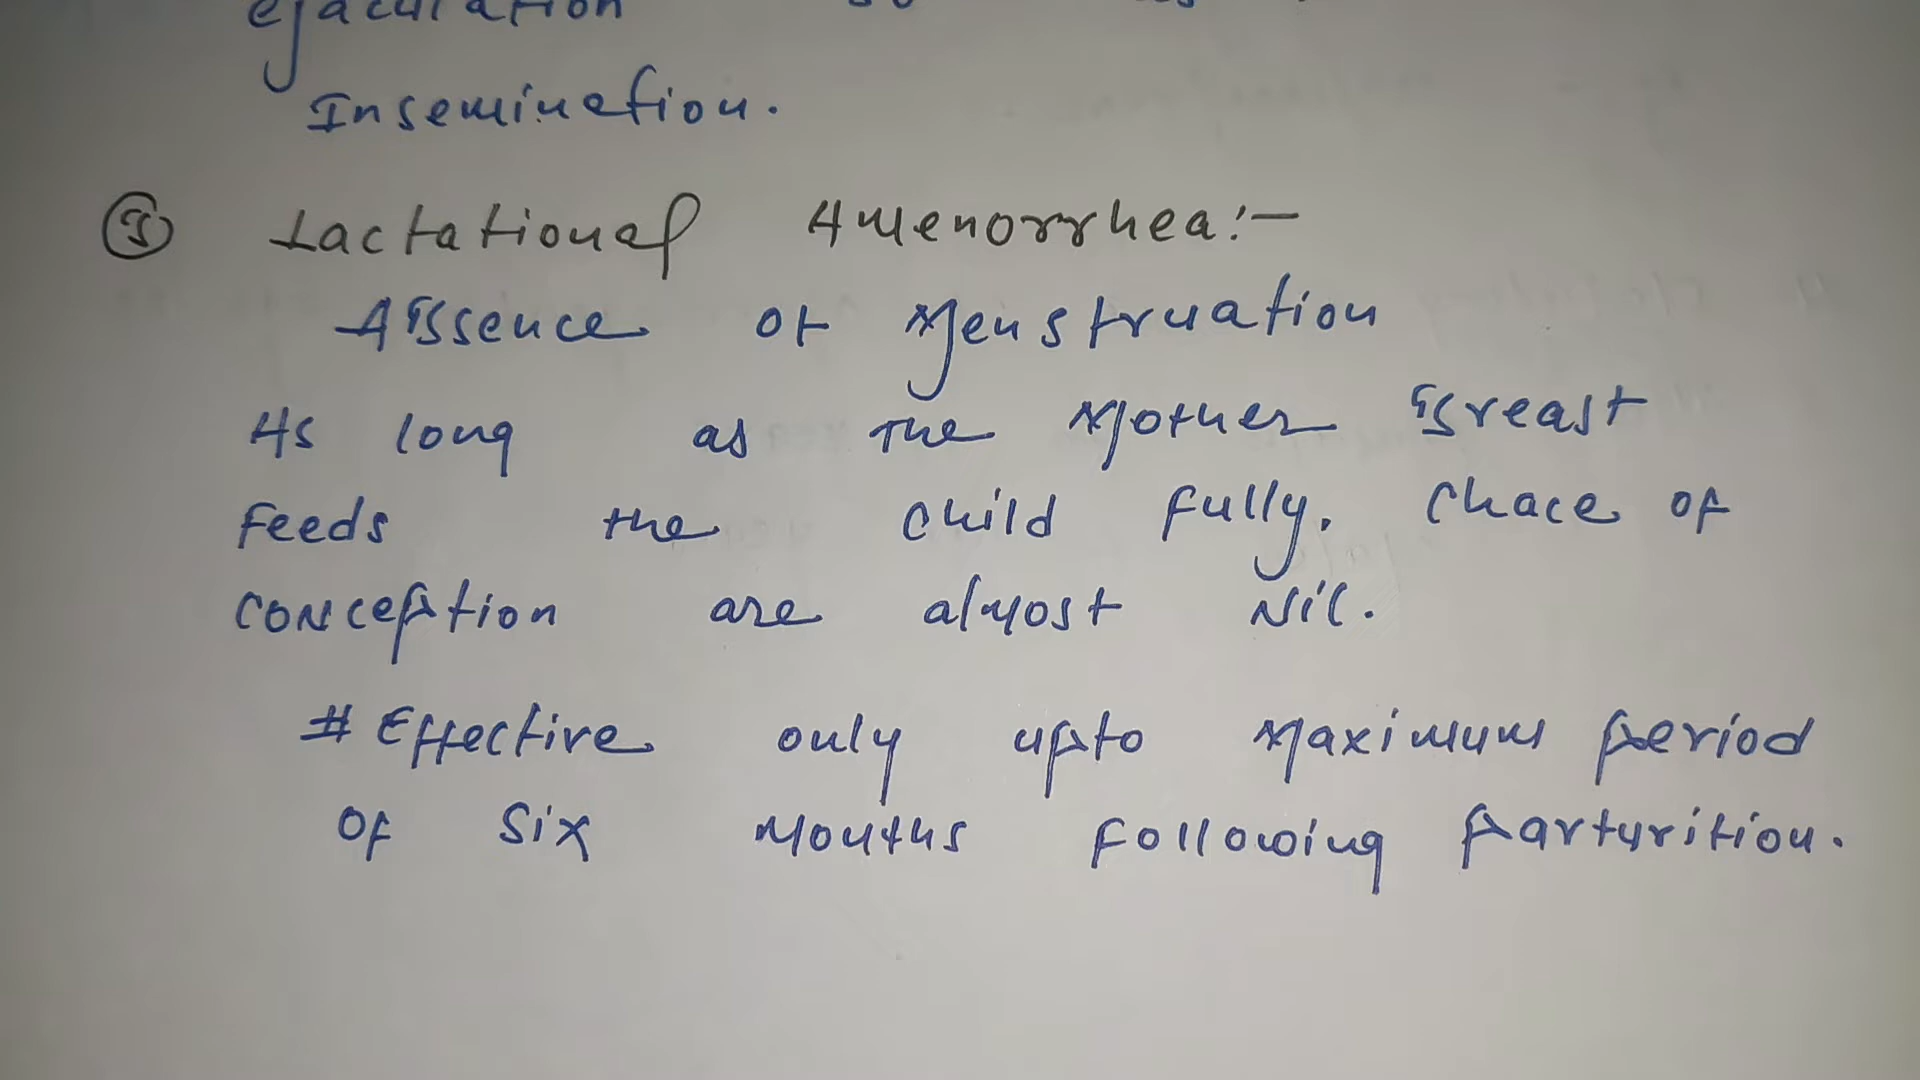 ejaculation
Insemination.
③ Lactational Amenorrhea:-
Absence of Menstruation
As long as the Mother Breast
Feeds the child fully. Chace of
conception are almost Nil.
# Effective only upto Maximum period
of six Months following parturition.